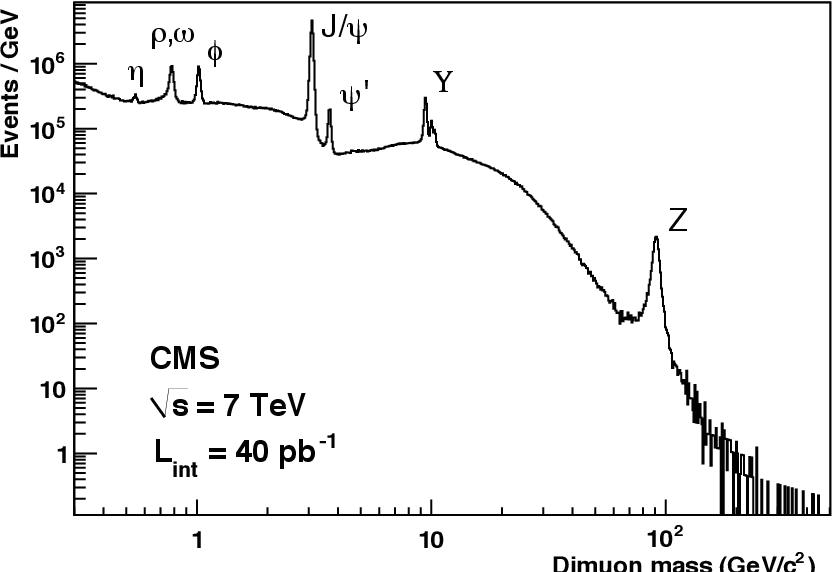 Events / GeV
10⁶
10⁵
10⁴
10³
10²
10
1
η
ρ,ω
ϕ
J/ψ
ψ'
Υ
Z
CMS
√s = 7 TeV
L_int = 40 pb⁻¹
1 10 10²
Dimuon mass (GeV/c²)